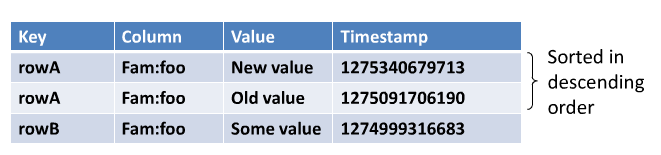 Key Column Value Timestamp
rowA Fam:foo New value 1275340679713
rowA Fam:foo Old value 1275091706190
rowB Fam:foo Some value 1274999316683
Sorted in
descending
order